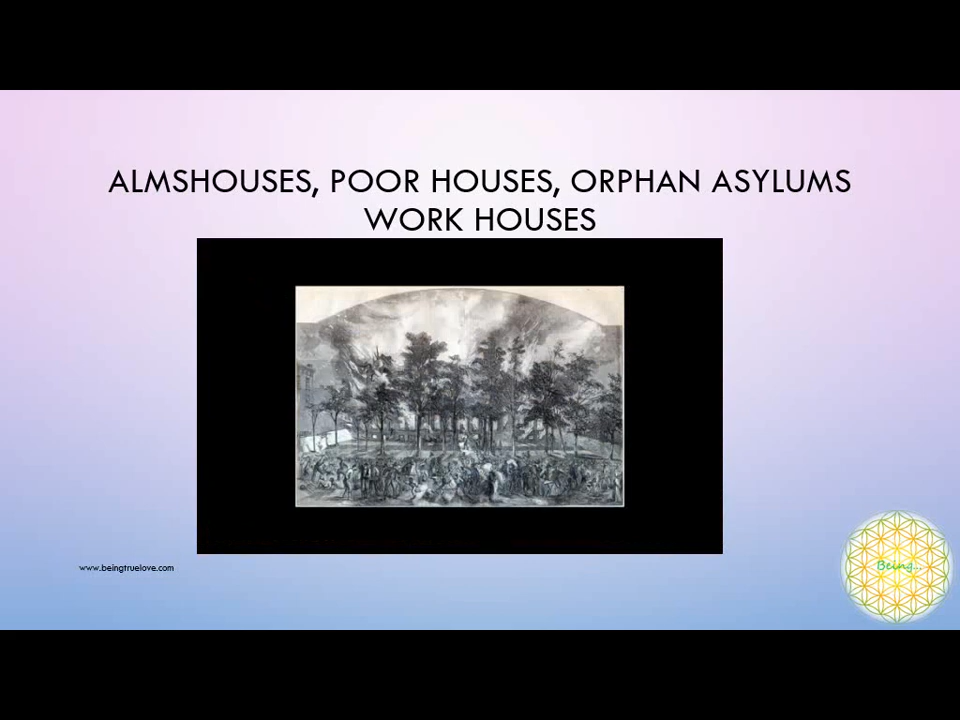 ALMSHOUSES, POOR HOUSES, ORPHAN ASYLUMS
WORK HOUSES
www.beingtruelove.com
Being...